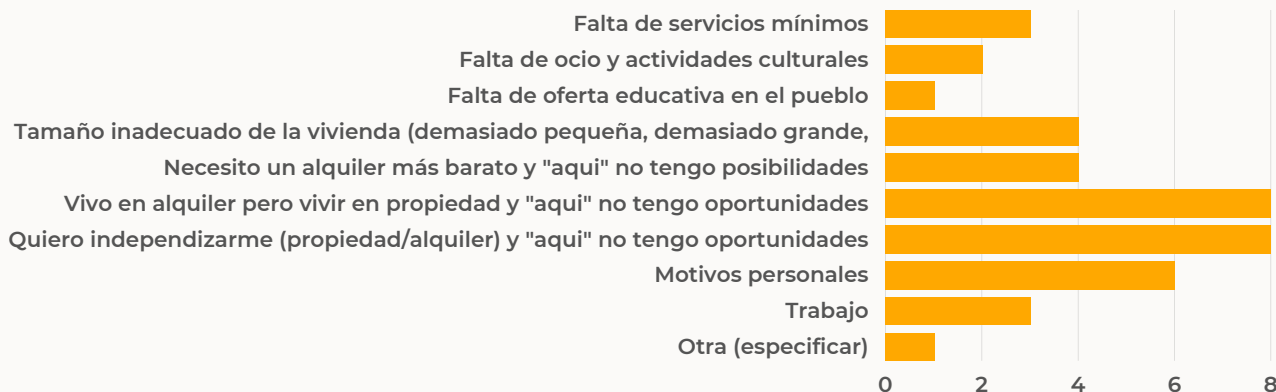 Falta de servicios mínimos
Falta de ocio y actividades culturales
Falta de oferta educativa en el pueblo
Tamaño inadecuado de la vivienda (demasiado pequeña, demasiado grande,
Necesito un alquiler más barato y "aqui" no tengo posibilidades
Vivo en alquiler pero vivir en propiedad y "aqui" no tengo oportunidades
Quiero independizarme (propiedad/alquiler) y "aqui" no tengo oportunidades
Motivos personales
Trabajo
Otra (especificar)
0 2 4 6 8